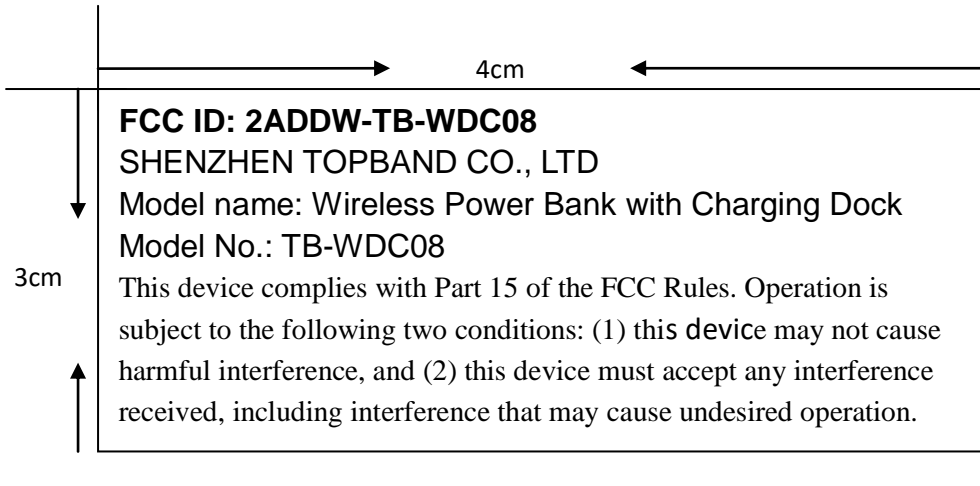 4cm
FCC ID: 2ADDW-TB-WDC08
SHENZHEN TOPBAND CO., LTD
Model name: Wireless Power Bank with Charging Dock
Model No.: TB-WDC08
3cm
This device complies with Part 15 of the FCC Rules. Operation is
subject to the following two conditions: (1) this device may not cause
harmful interference, and (2) this device must accept any interference
received, including interference that may cause undesired operation.